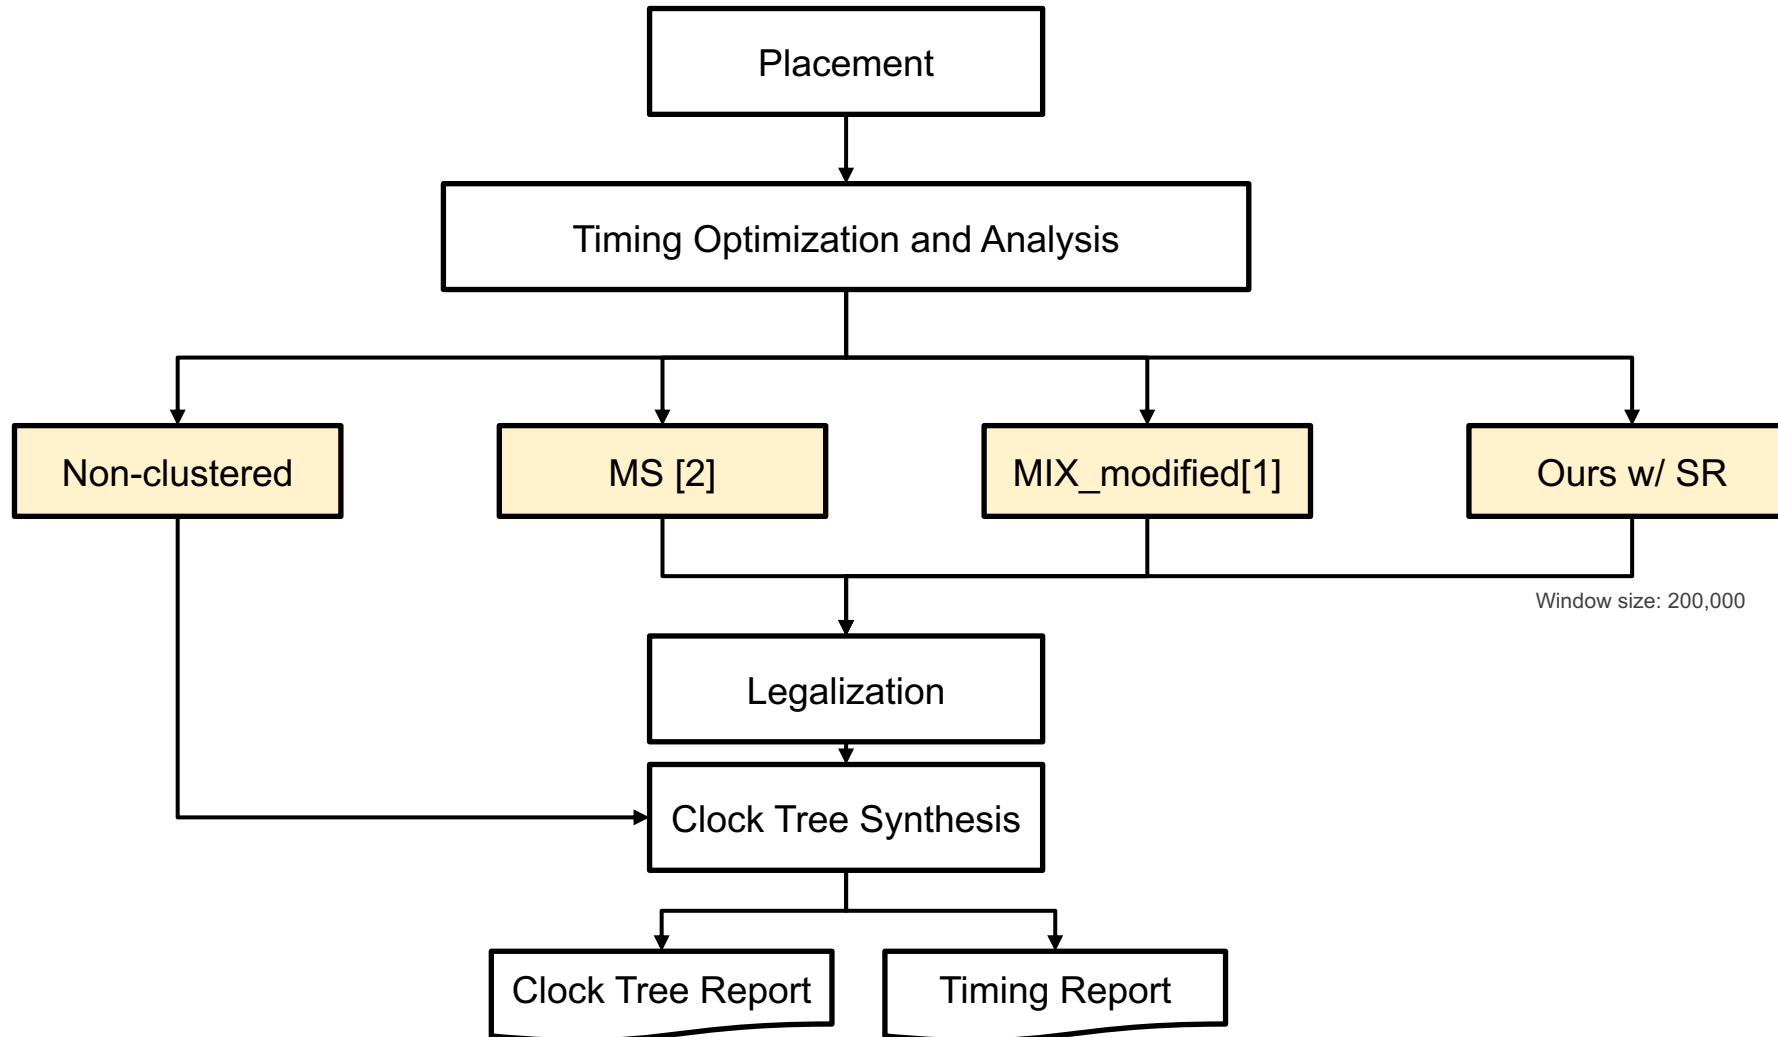 Placement
Timing Optimization and Analysis
Non-clustered
MS [2]
MIX_modified[1]
Ours w/ SR
Window size: 200,000
Legalization
Clock Tree Synthesis
Clock Tree Report
Timing Report